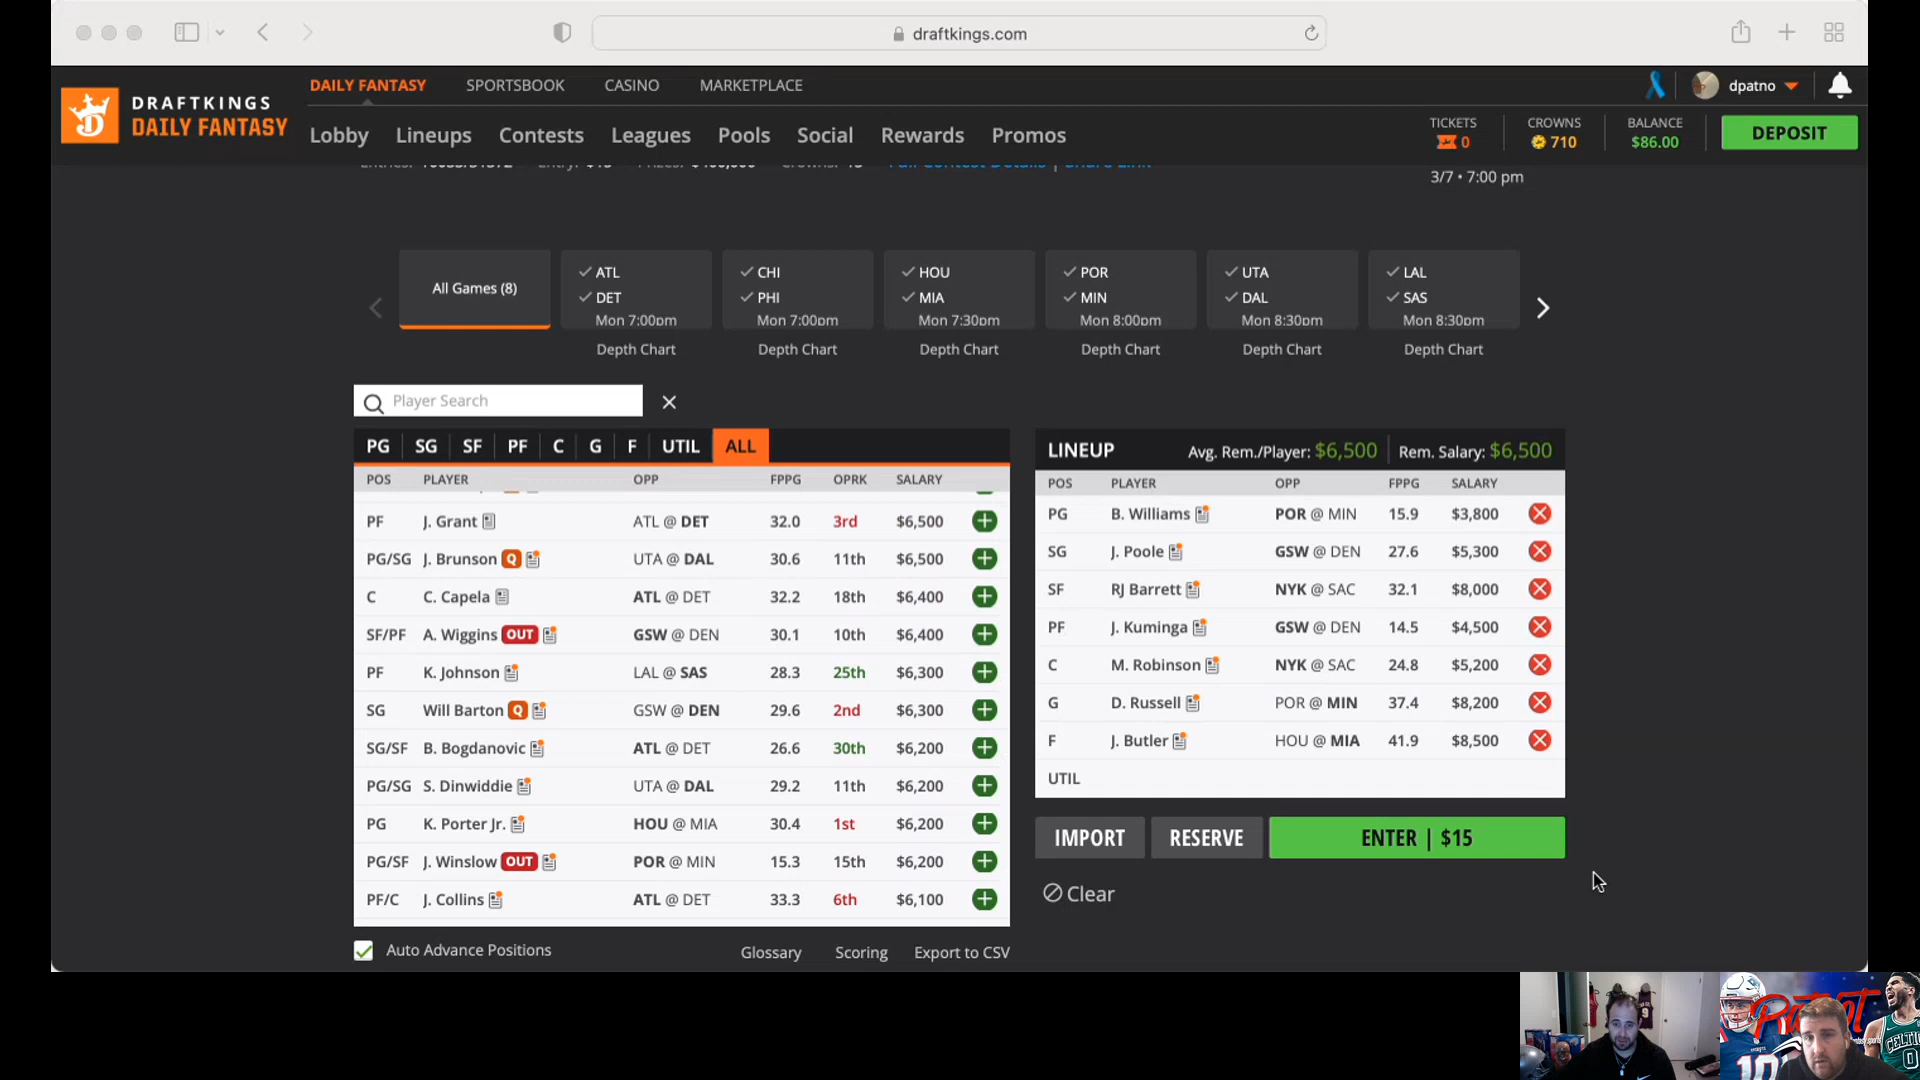 draftkings.com
DRAFTKINGS
DAILY FANTASY
DAILY FANTASY SPORTSBOOK CASINO MARKETPLACE
dpatno
Lobby Lineups Contests Leagues Pools Social Rewards Promos
TICKETS 0
CROWNS 710
BALANCE $86.00
DEPOSIT
Full Contest Details | Share Link
3/7 • 7:00 pm
All Games (8)
ATL DET Mon 7:00pm Depth Chart
CHI PHI Mon 7:00pm Depth Chart
HOU MIA Mon 7:30pm Depth Chart
POR MIN Mon 8:00pm Depth Chart
UTA DAL Mon 8:30pm Depth Chart
LAL SAS Mon 8:30pm Depth Chart
Player Search
PG SG SF PF C G F UTIL ALL
POS PLAYER OPP FPPG OPRK SALARY
PF J. Grant ATL @ DET 32.0 3rd $6,500
PG/SG J. Brunson Q UTA @ DAL 30.6 11th $6,500
C C. Capela ATL @ DET 32.2 18th $6,400
SF/PF A. Wiggins OUT GSW @ DEN 30.1 10th $6,400
PF K. Johnson LAL @ SAS 28.3 25th $6,300
SG Will Barton Q GSW @ DEN 29.6 2nd $6,300
SG/SF B. Bogdanovic ATL @ DET 26.6 30th $6,200
PG/SG S. Dinwiddie UTA @ DAL 29.2 11th $6,200
PG K. Porter Jr. HOU @ MIA 30.4 1st $6,200
PG/SF J. Winslow OUT POR @ MIN 15.3 15th $6,200
PF/C J. Collins ATL @ DET 33.3 6th $6,100
Auto Advance Positions
Glossary Scoring Export to CSV
LINEUP Avg. Rem./Player: $6,500 Rem. Salary: $6,500
POS PLAYER OPP FPPG SALARY
PG B. Williams POR @ MIN 15.9 $3,800
SG J. Poole GSW @ DEN 27.6 $5,300
SF RJ Barrett NYK @ SAC 32.1 $8,000
PF J. Kuminga GSW @ DEN 14.5 $4,500
C M. Robinson NYK @ SAC 24.8 $5,200
G D. Russell POR @ MIN 37.4 $8,200
F J. Butler HOU @ MIA 41.9 $8,500
UTIL
IMPORT RESERVE ENTER | $15
Clear